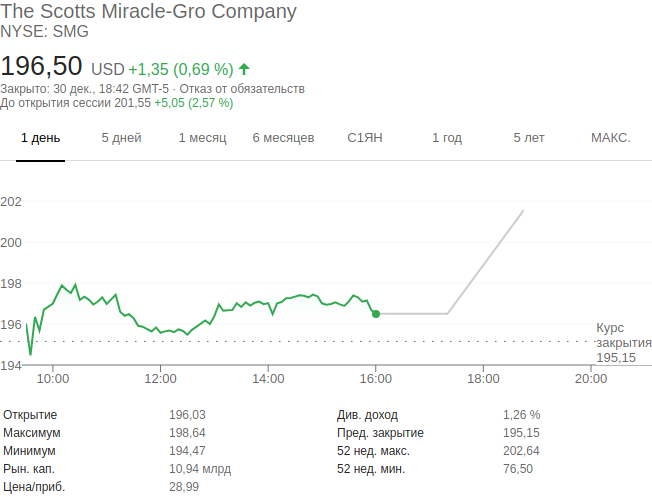 The Scotts Miracle-Gro Company
NYSE: SMG
196,50 USD +1,35 (0,69 %)
Закрыто: 30 дек., 18:42 GMT-5 · Отказ от обязательств
До открытия сессии 201,55 +5,05 (2,57 %)
1 день 5 дней 1 месяц 6 месяцев С1ЯН 1 год 5 лет МАКС.
202
200
198
196
Курс
закрытия
195,15
194
10:00 12:00 14:00 16:00 18:00 20:00
Открытие 196,03 Див. доход 1,26 %
Максимум 198,64 Пред. закрытие 195,15
Минимум 194,47 52 нед. макс. 202,64
Рын. кап. 10,94 млрд 52 нед. мин. 76,50
Цена/приб. 28,99